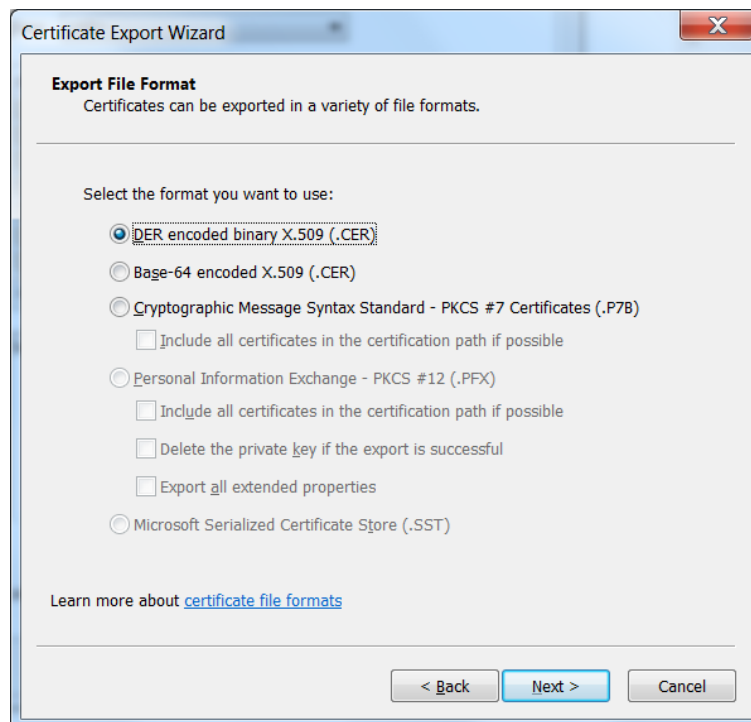 Certificate Export Wizard
Export File Format
Certificates can be exported in a variety of file formats.
Select the format you want to use:
DER encoded binary X.509 (.CER)
Base-64 encoded X.509 (.CER)
Cryptographic Message Syntax Standard - PKCS #7 Certificates (.P7B)
Include all certificates in the certification path if possible
Personal Information Exchange - PKCS #12 (.PFX)
Include all certificates in the certification path if possible
Delete the private key if the export is successful
Export all extended properties
Microsoft Serialized Certificate Store (.SST)
Learn more about certificate file formats
< Back Next > Cancel